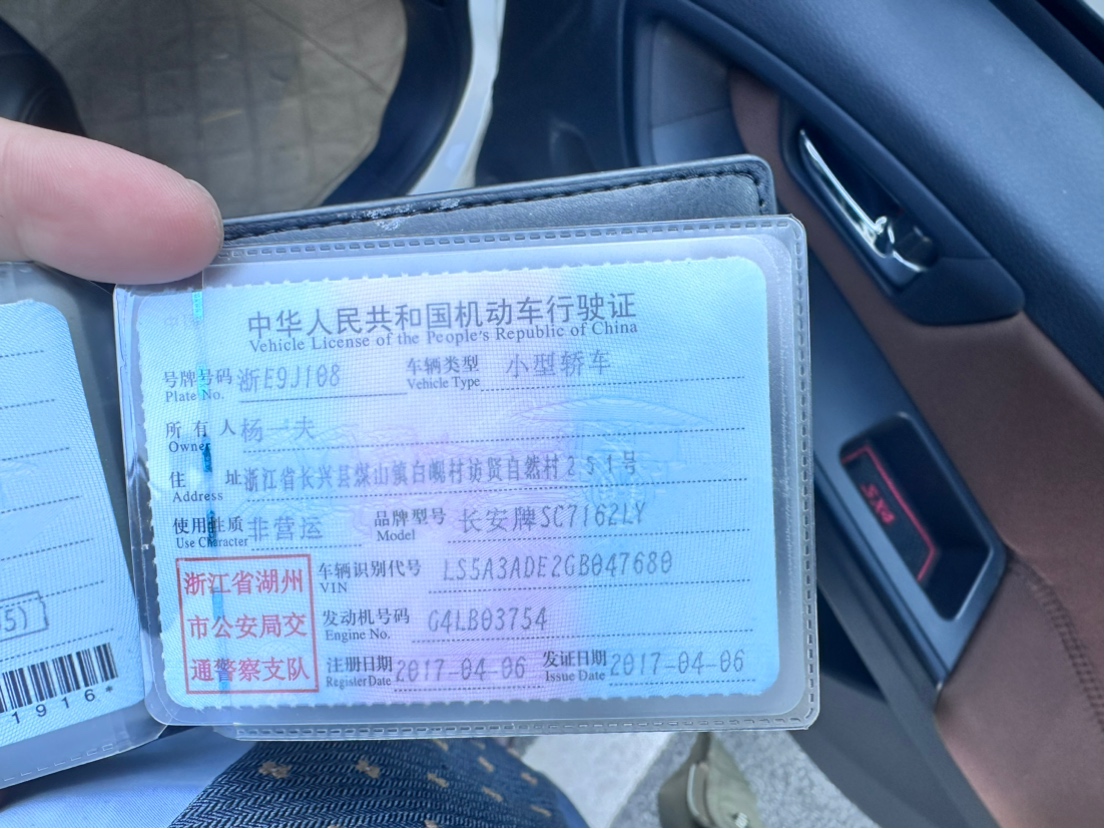 中华人民共和国机动车行驶证
Vehicle License of the People's Republic of China
号牌号码 浙E9J108 车辆类型 小型轿车
Plate No. Vehicle Type
所有人 杨一夫
Owner
住址 浙江省长兴县煤山镇白岘村访贤自然村251号
Address
使用性质 非营运 品牌型号 长安牌SC7162LY
Use Character Model
浙江省湖州
市公安局交
通警察支队
车辆识别代号 LS5A3ADE2GB047680
VIN
发动机号码 G4LB03754
Engine No.
注册日期 2017-04-06 发证日期 2017-04-06
Register Date Issue Date
1916*